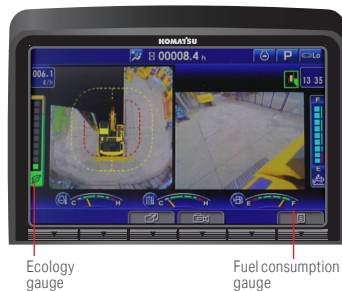 KOMATSU
00008.4 h
P
Lo
006.1
ℓ/h
13 35
F
E
C H
C H
E F
Ecology
gauge
Fuel consumption
gauge